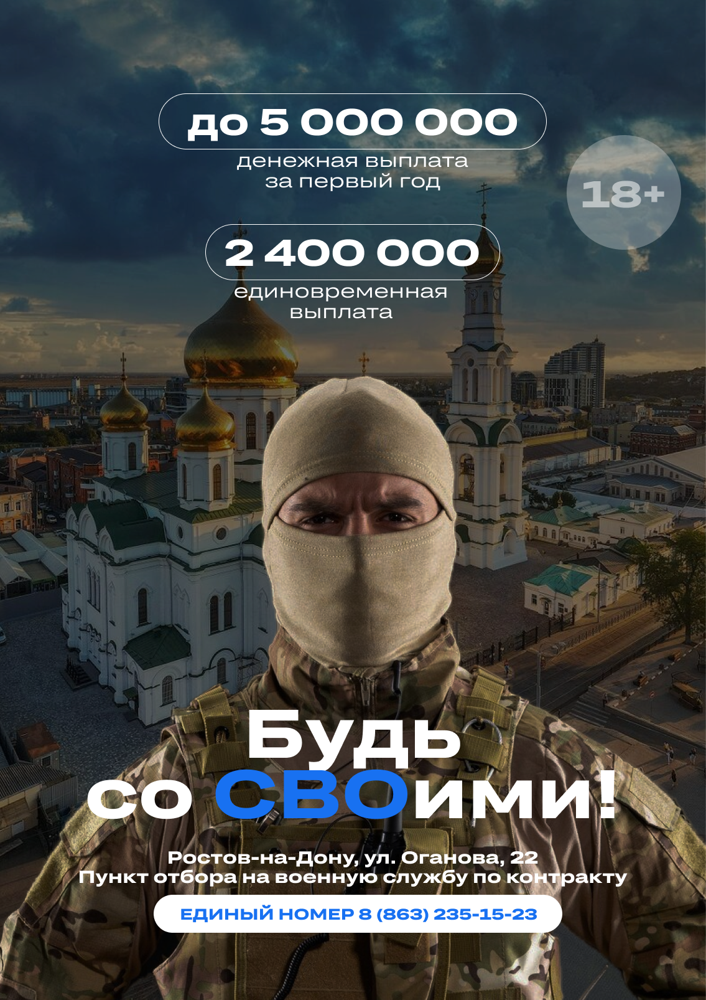 до 5 000 000
денежная выплата
за первый год
18+
2 400 000
единовременная
выплата
Будь
со СВОими!
Ростов-на-Дону, ул. Оганова, 22
Пункт отбора на военную службу по контракту
ЕДИНЫЙ НОМЕР 8 (863) 235-15-23